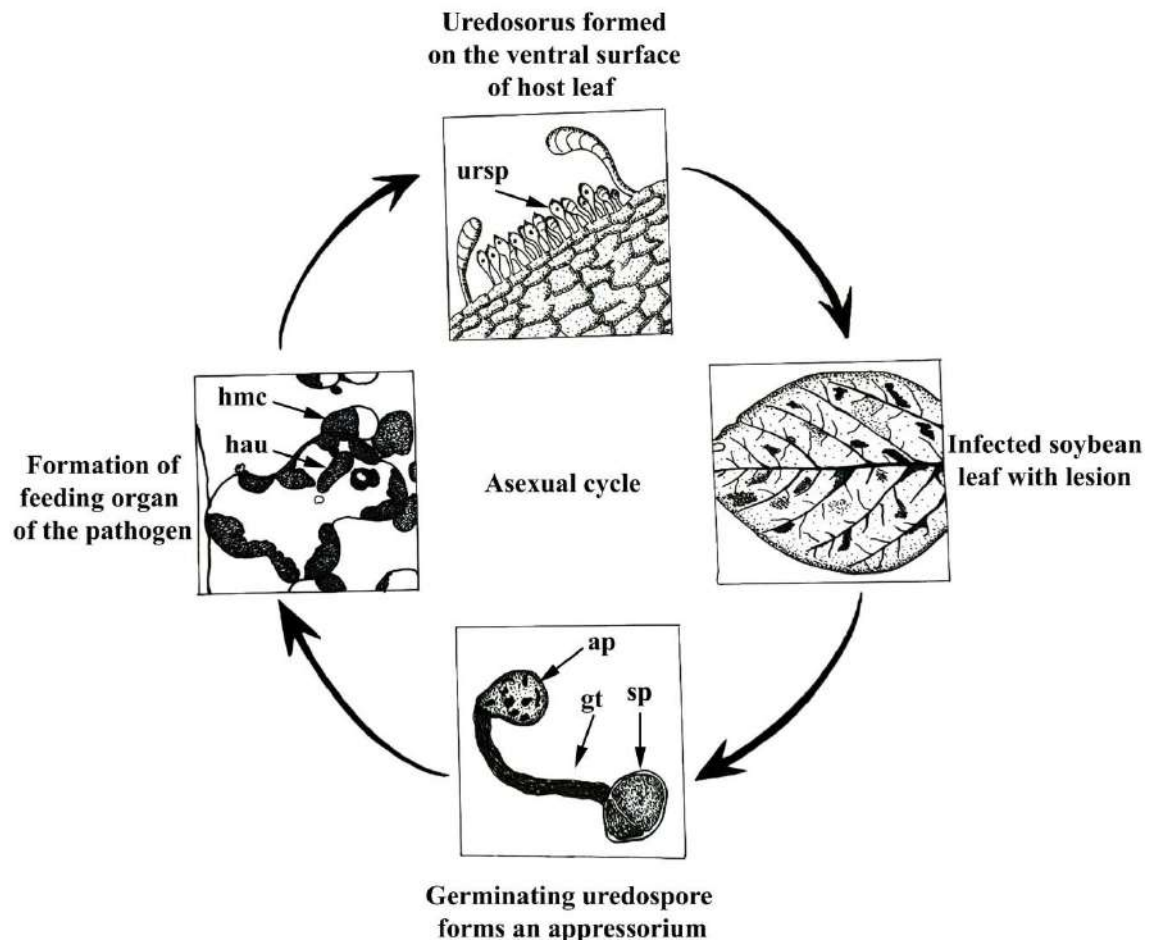 Uredosorus formed
on the ventral surface
of host leaf
ursp
hmc
hau
Formation of
feeding organ
of the pathogen
Asexual cycle
Infected soybean
leaf with lesion
ap
gt
sp
Germinating uredospore
forms an appressorium